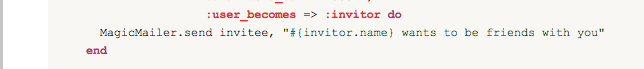 :user_becomes => :invitor do
MagicMailer.send invitee, "#{invitor.name} wants to be friends with you"
end